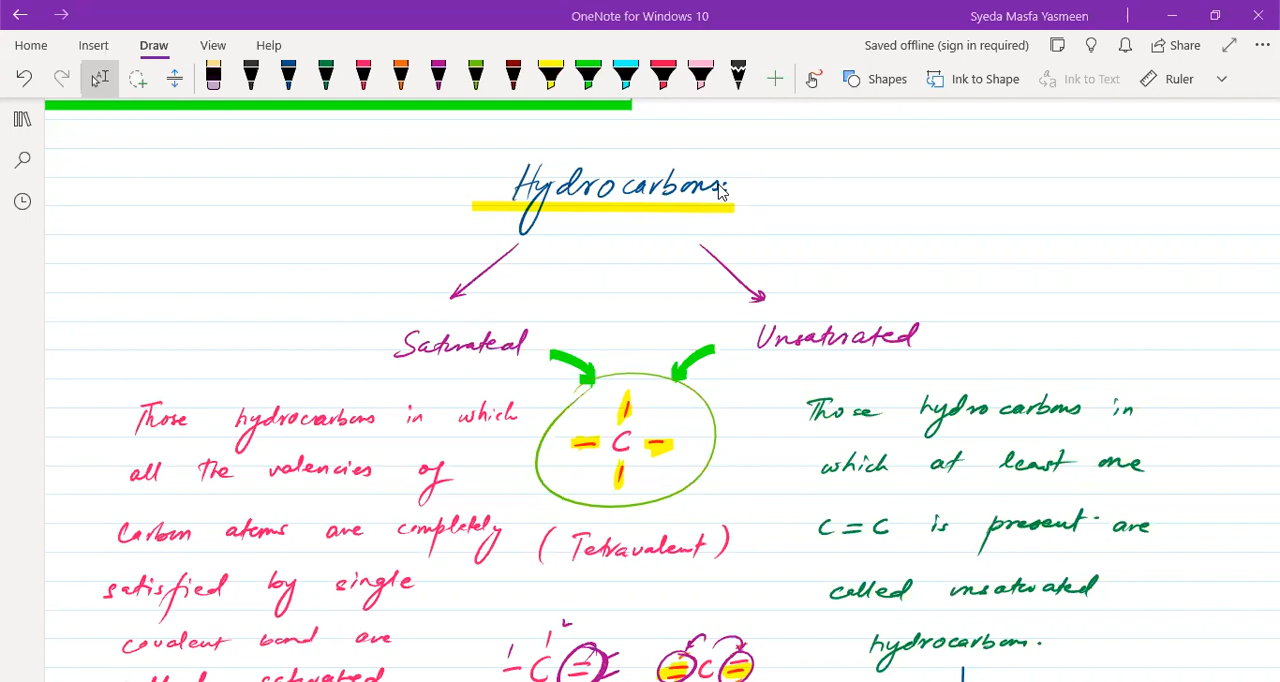 OneNote for Windows 10
Syeda Masfa Yasmeen
Home Insert Draw View Help
Saved offline (sign in required)
Share
Shapes
Ink to Shape
Ink to Text
Ruler
Hydrocarbons:
Saturated
Unsaturated
Those hydrocarbons in which
all the valencies of
Carbon atoms are completely
satisfied by single
covalent bond are
called saturated
C
(Tetravalent)
Those hydrocarbons in
which at least one
C=C is present are
called unsaturated
hydrocarbon.
- C =
= C =